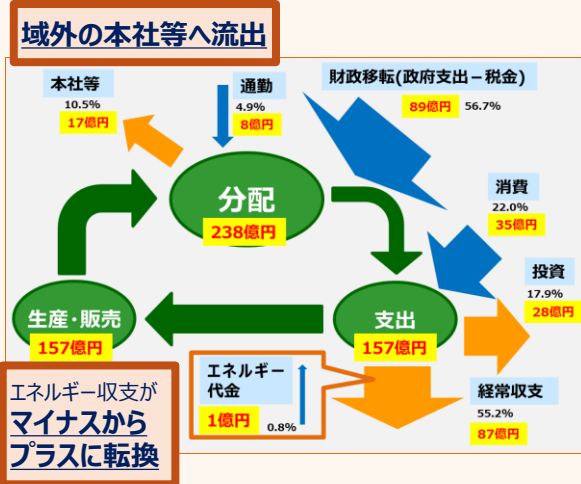 域外の本社等へ流出
本社等
10.5%
17億円
通勤
4.9%
8億円
財政移転(政府支出－税金)
89億円 56.7%
消費
22.0%
35億円
投資
17.9%
28億円
分配
238億円
生産・販売
157億円
支出
157億円
エネルギー
代金
1億円 0.8%
経常収支
55.2%
87億円
エネルギー収支が
マイナスから
プラスに転換